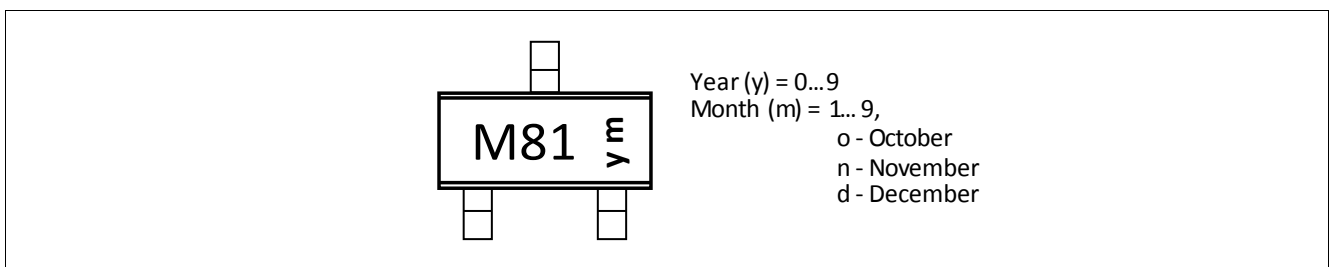 M81
y m
Year (y) = 0...9
Month (m) = 1... 9,
o - October
n - November
d - December